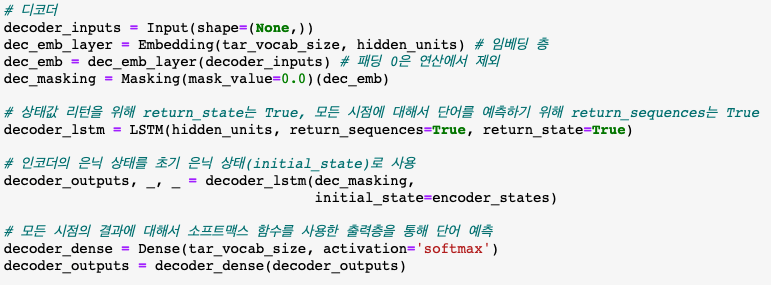 # 디코더
decoder_inputs = Input(shape=(None,))
dec_emb_layer = Embedding(tar_vocab_size, hidden_units) # 임베딩 층
dec_emb = dec_emb_layer(decoder_inputs) # 패딩 0은 연산에서 제외
dec_masking = Masking(mask_value=0.0)(dec_emb)

# 상태값 리턴을 위해 return_state는 True, 모든 시점에 대해서 단어를 예측하기 위해 return_sequences는 True
decoder_lstm = LSTM(hidden_units, return_sequences=True, return_state=True)

# 인코더의 은닉 상태를 초기 은닉 상태(initial_state)로 사용
decoder_outputs, _, _ = decoder_lstm(dec_masking,
                                     initial_state=encoder_states)

# 모든 시점의 결과에 대해서 소프트맥스 함수를 사용한 출력층을 통해 단어 예측
decoder_dense = Dense(tar_vocab_size, activation='softmax')
decoder_outputs = decoder_dense(decoder_outputs)